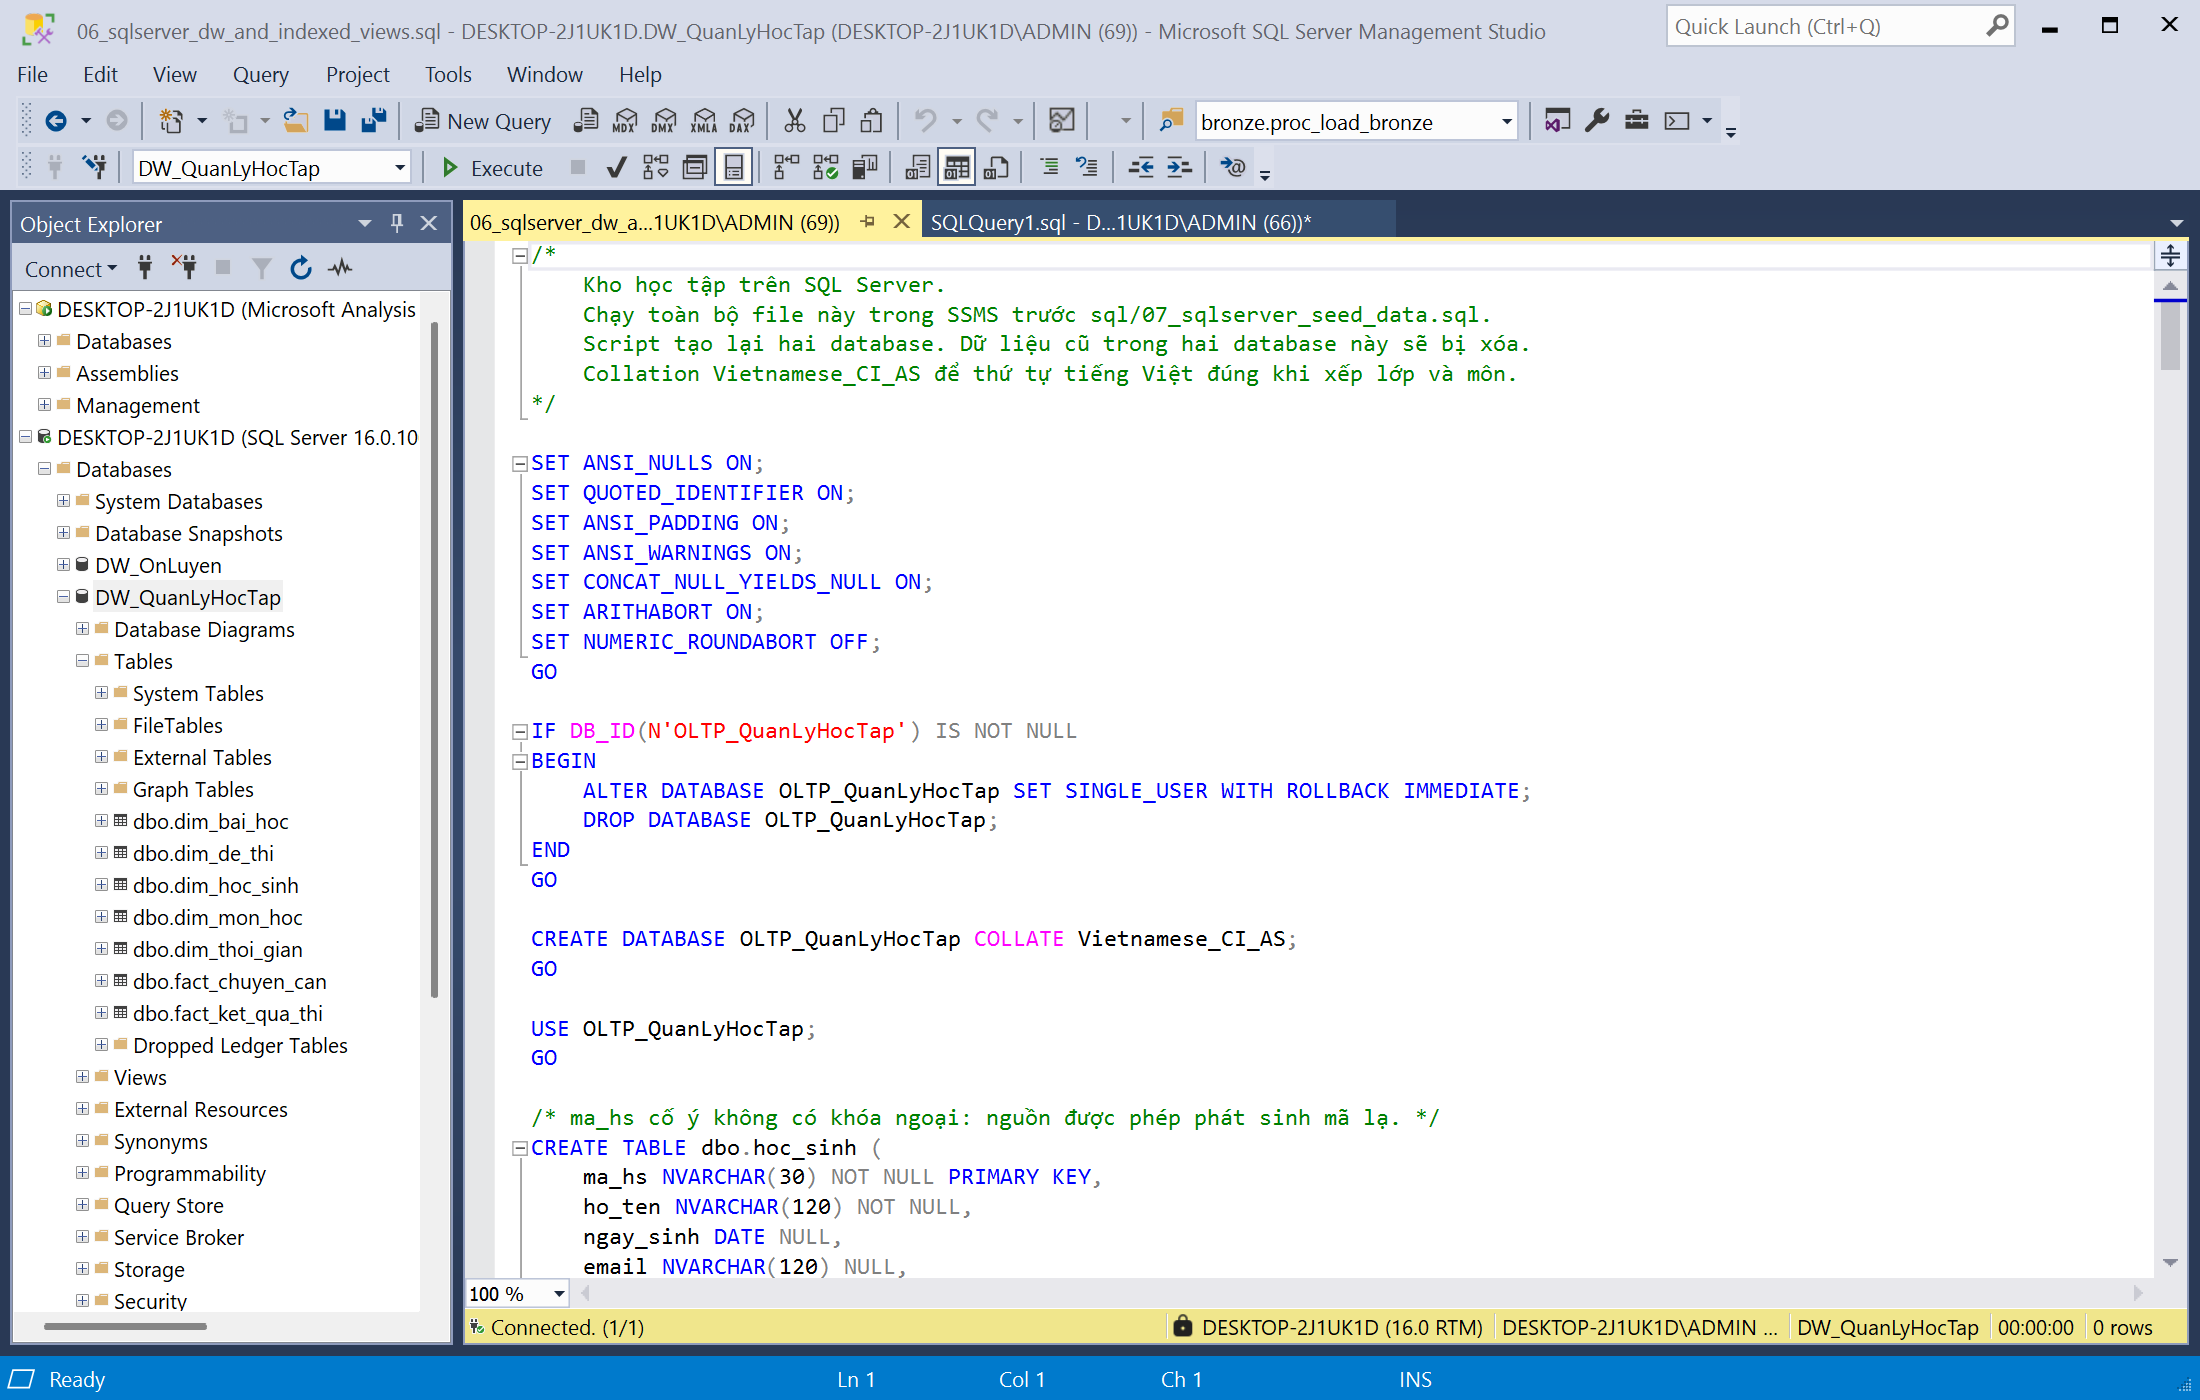 06_sqlserver_dw_and_indexed_views.sql - DESKTOP-2J1UK1D.DW_QuanLyHocTap (DESKTOP-2J1UK1D\ADMIN (69)) - Microsoft SQL Server Management Studio
Quick Launch (Ctrl+Q)
File Edit View Query Project Tools Window Help
New Query MDX DMX XMLA DAX bronze.proc_load_bronze
DW_QuanLyHocTap Execute
Object Explorer
Connect
DESKTOP-2J1UK1D (Microsoft Analysis
Databases
Assemblies
Management
DESKTOP-2J1UK1D (SQL Server 16.0.10
Databases
System Databases
Database Snapshots
DW_OnLuyen
DW_QuanLyHocTap
Database Diagrams
Tables
System Tables
FileTables
External Tables
Graph Tables
dbo.dim_bai_hoc
dbo.dim_de_thi
dbo.dim_hoc_sinh
dbo.dim_mon_hoc
dbo.dim_thoi_gian
dbo.fact_chuyen_can
dbo.fact_ket_qua_thi
Dropped Ledger Tables
Views
External Resources
Synonyms
Programmability
Query Store
Service Broker
Storage
Security
06_sqlserver_dw_a...1UK1D\ADMIN (69)) SQLQuery1.sql - D...1UK1D\ADMIN (66))*
/*
Kho học tập trên SQL Server.
Chạy toàn bộ file này trong SSMS trước sql/07_sqlserver_seed_data.sql.
Script tạo lại hai database. Dữ liệu cũ trong hai database này sẽ bị xóa.
Collation Vietnamese_CI_AS để thứ tự tiếng Việt đúng khi xếp lớp và môn.
*/
SET ANSI_NULLS ON;
SET QUOTED_IDENTIFIER ON;
SET ANSI_PADDING ON;
SET ANSI_WARNINGS ON;
SET CONCAT_NULL_YIELDS_NULL ON;
SET ARITHABORT ON;
SET NUMERIC_ROUNDABORT OFF;
GO
IF DB_ID(N'OLTP_QuanLyHocTap') IS NOT NULL
BEGIN
ALTER DATABASE OLTP_QuanLyHocTap SET SINGLE_USER WITH ROLLBACK IMMEDIATE;
DROP DATABASE OLTP_QuanLyHocTap;
END
GO
CREATE DATABASE OLTP_QuanLyHocTap COLLATE Vietnamese_CI_AS;
GO
USE OLTP_QuanLyHocTap;
GO
/* ma_hs cố ý không có khóa ngoại: nguồn được phép phát sinh mã lạ. */
CREATE TABLE dbo.hoc_sinh (
ma_hs NVARCHAR(30) NOT NULL PRIMARY KEY,
ho_ten NVARCHAR(120) NOT NULL,
ngay_sinh DATE NULL,
email NVARCHAR(120) NULL,
100 %
Connected. (1/1) DESKTOP-2J1UK1D (16.0 RTM) DESKTOP-2J1UK1D\ADMIN ... DW_QuanLyHocTap 00:00:00 0 rows
Ready Ln 1 Col 1 Ch 1 INS